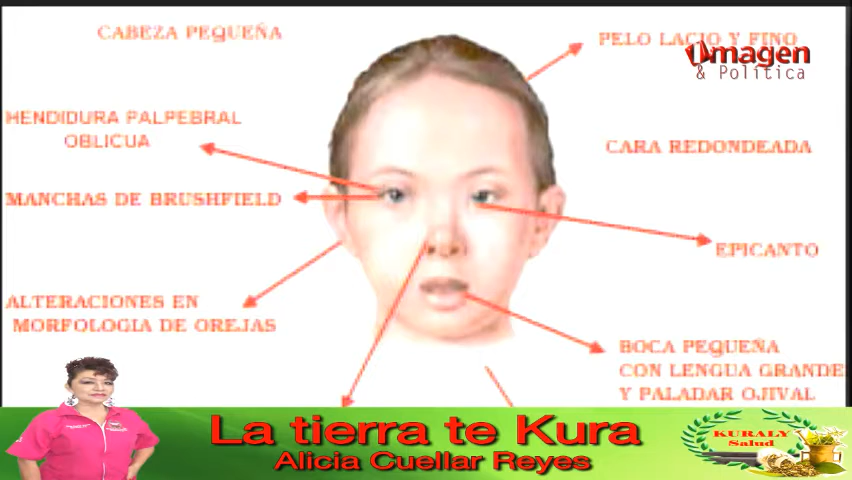 CABEZA PEQUEÑA
PELO LACIO Y FINO
Imagen
& Política
HENDIDURA PALPEBRAL
OBLICUA
CARA REDONDEADA
MANCHAS DE BRUSHFIELD
EPICANTO
ALTERACIONES EN
MORFOLOGIA DE OREJAS
BOCA PEQUEÑA
CON LENGUA GRANDE
Y PALADAR OJIVAL
La tierra te Kura
Alicia Cuellar Reyes
KURALY
Salud